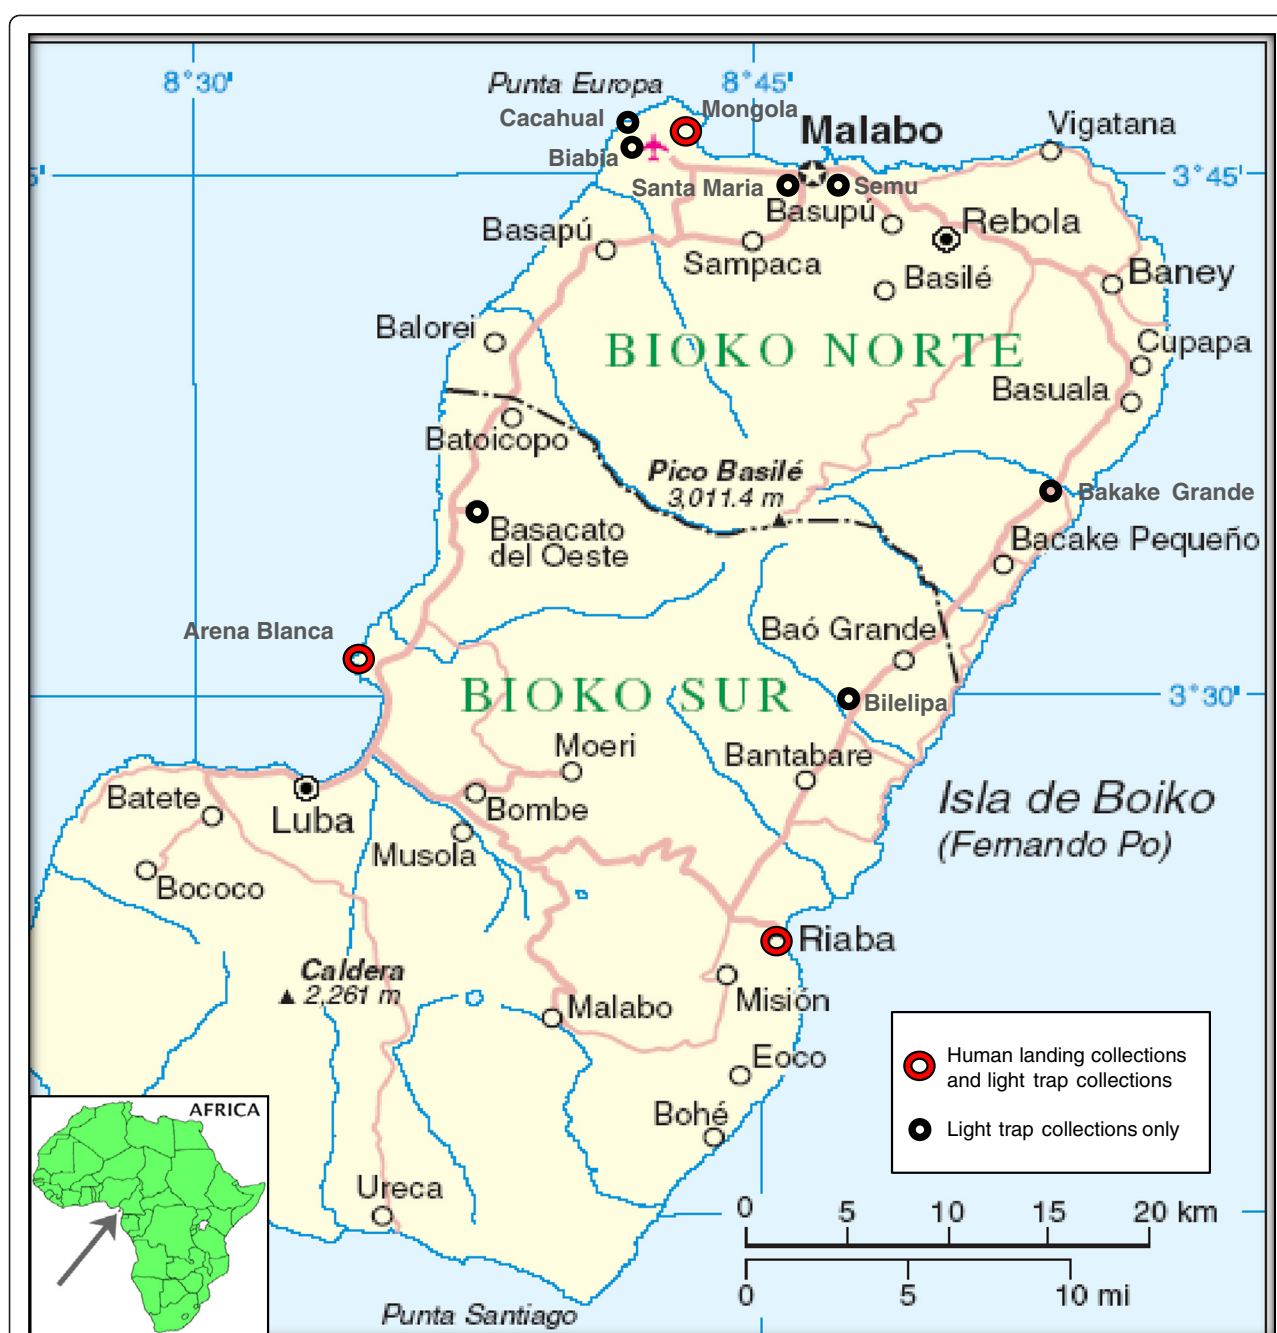 8°30'
Punta Europa
8°45'
Cacahual
Mongola
Malabo
Vigatana
Biabia
5'
3°45'
Santa Maria
Semu
Basupú
Rebola
Basapú
Sampaca
Basilé
Baney
Balorei
BIOKO NORTE
Cupapa
Basuala
Batoicopo
Pico Basilé
3,011.4 m
Bakake Grande
Basacato
del Oeste
Bacake Pequeño
Arena Blanca
Baó Grande
BIOKO SUR
3°30'
Bilelipa
Moeri
Bantabare
Batete
Luba
Bombe
Isla de Boiko
(Fernando Po)
Musola
Bococo
Riaba
Caldera
2,261 m
Malabo
Misión
Eoco
Bohé
Ureca
Punta Santiago
AFRICA
Human landing collections
and light trap collections
Light trap collections only
0 5 10 15 20 km
0 5 10 mi